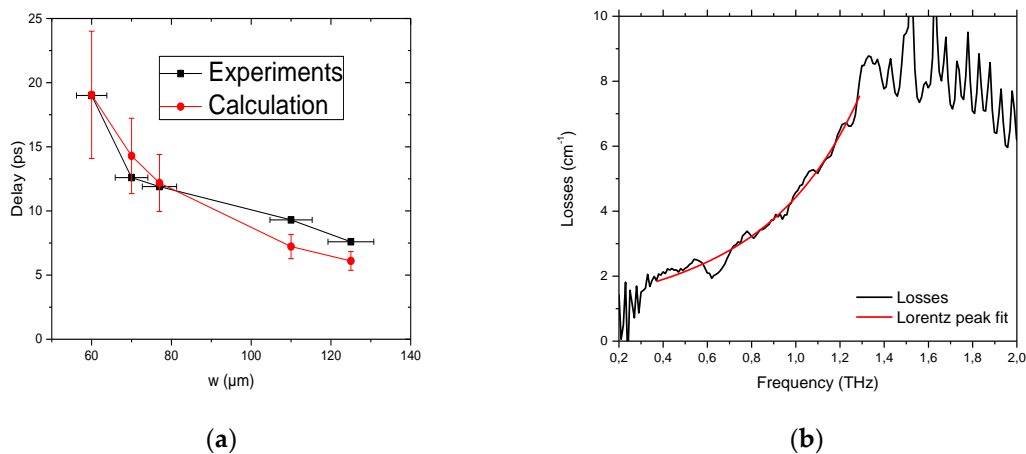 25
20
15
10
5
0
Delay (ps)
60
80
100
120
140
w (µm)
Experiments
Calculation
(a)
10
8
6
4
2
0
Losses (cm-1)
0,2
0,4
0,6
0,8
1,0
1,2
1,4
1,6
1,8
2,0
Frequency (THz)
Losses
Lorentz peak fit
(b)